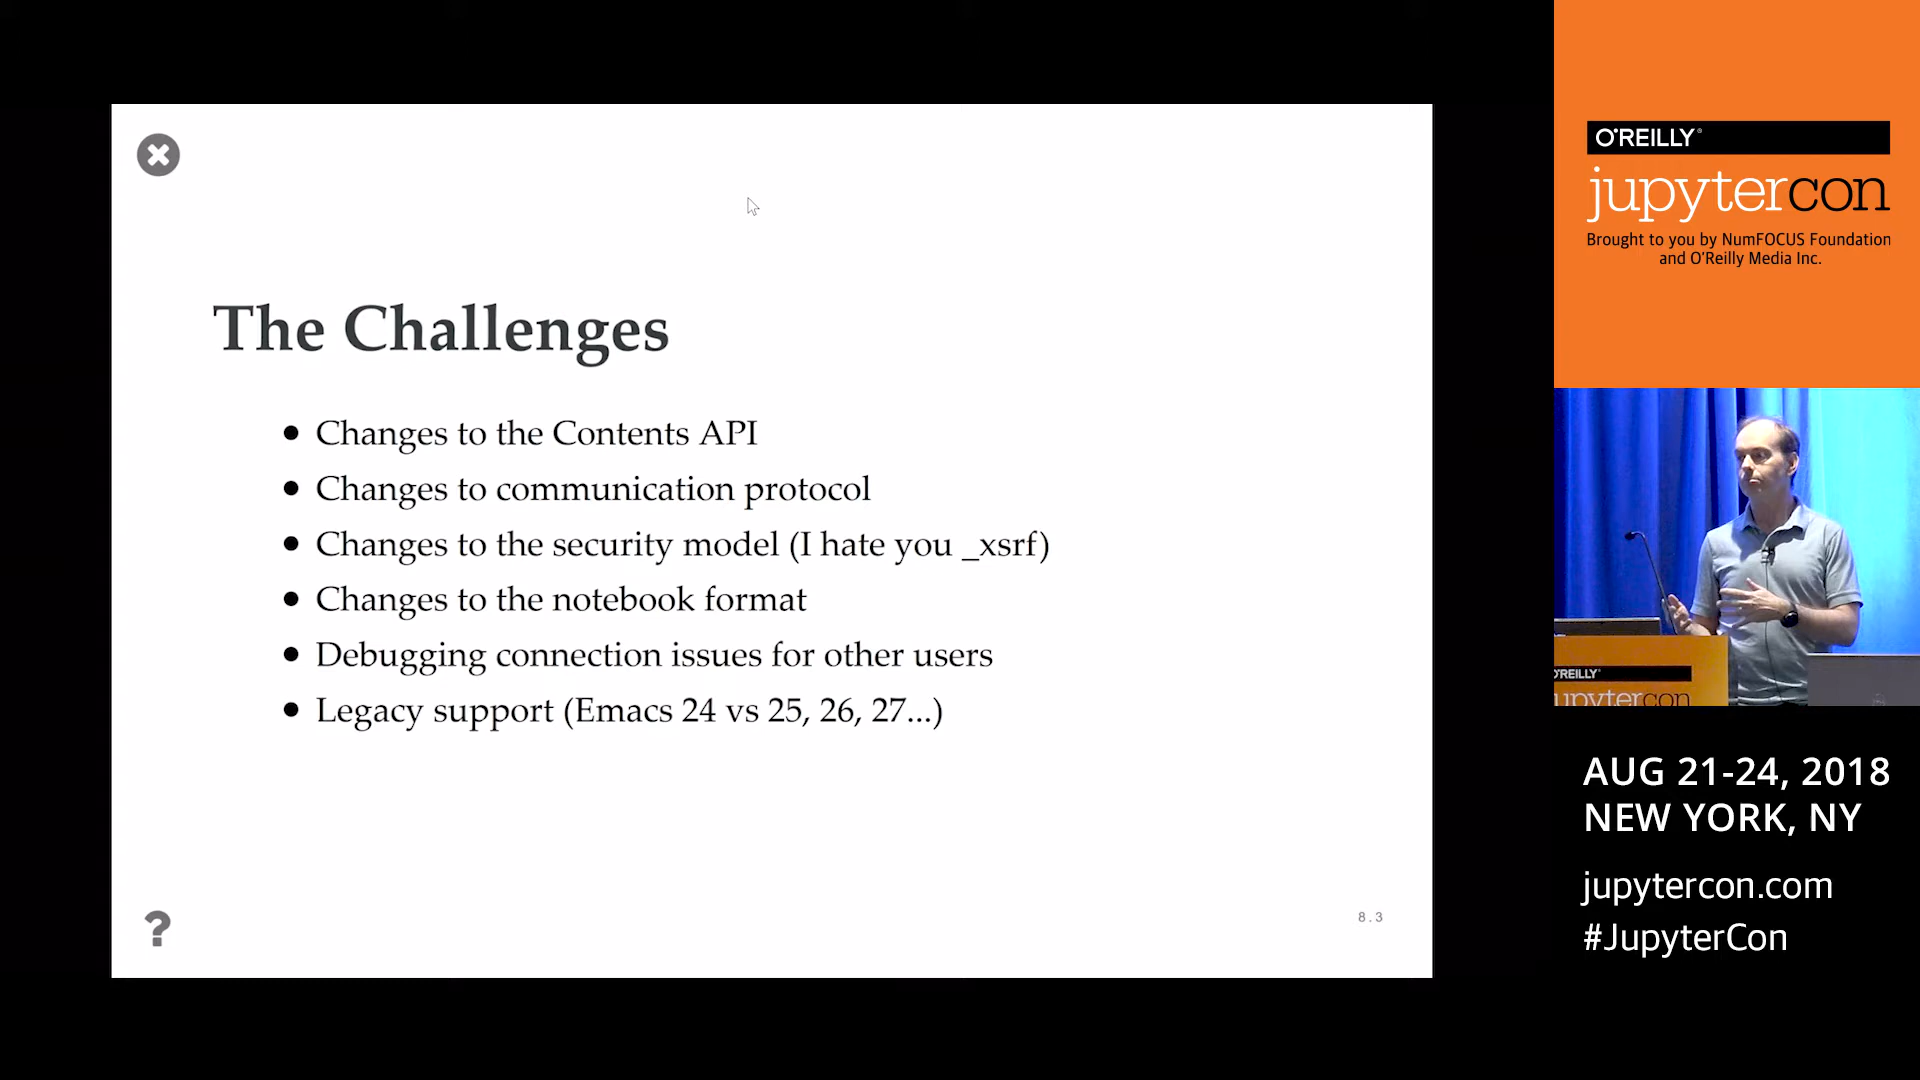 The Challenges
• Changes to the Contents API
• Changes to communication protocol
• Changes to the security model (I hate you _xsrf)
• Changes to the notebook format
• Debugging connection issues for other users
• Legacy support (Emacs 24 vs 25, 26, 27...)
8.3
O'REILLY®
jupytercon
Brought to you by NumFOCUS Foundation
and O'Reilly Media Inc.
O'REILLY®
jupytercon
AUG 21-24, 2018
NEW YORK, NY
jupytercon.com
#JupyterCon